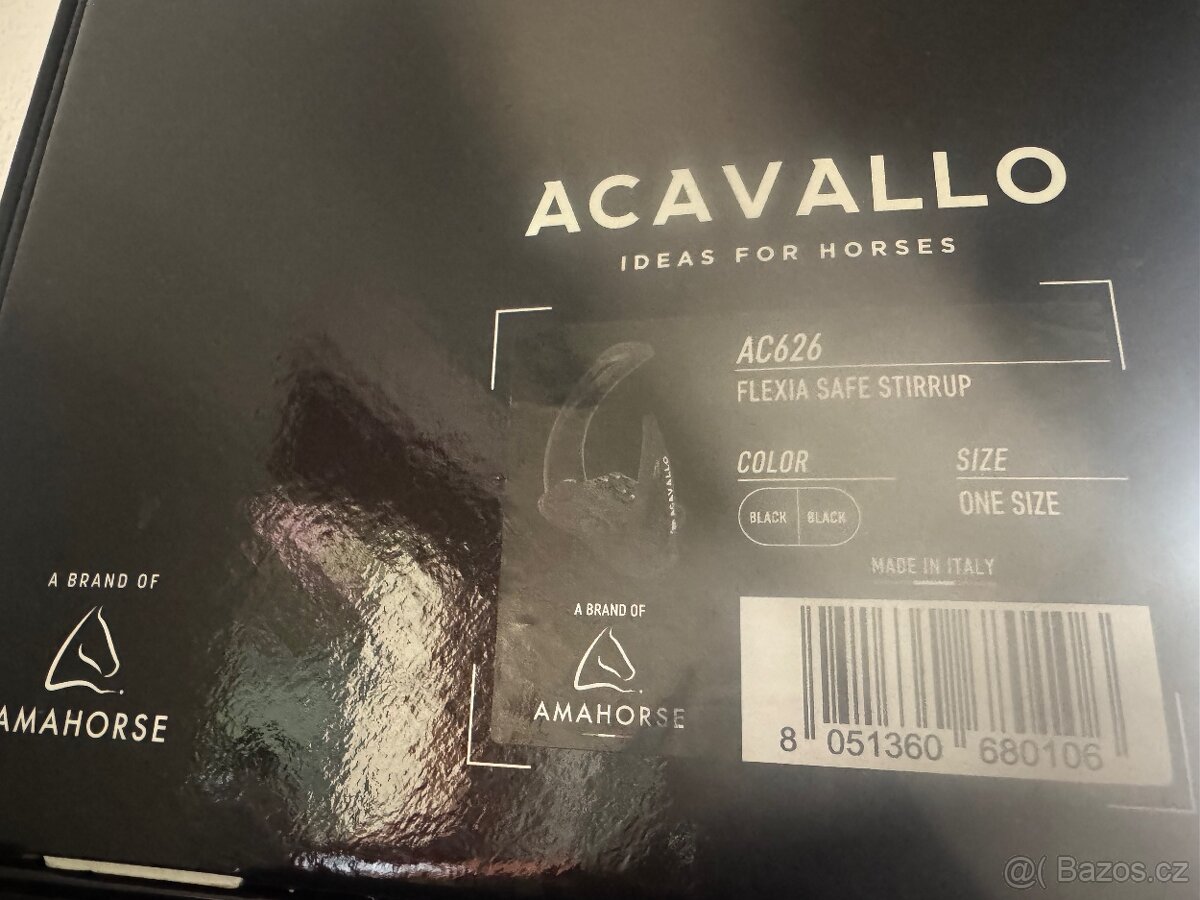 ACAVALLO
IDEAS FOR HORSES
AC626
FLEXIA SAFE STIRRUP
COLOR
SIZE
BLACK BLACK
ONE SIZE
MADE IN ITALY
ACAVALLO
A BRAND OF
AMAHORSE
A BRAND OF
AMAHORSE
8 051360 680106
@( Bazos.cz